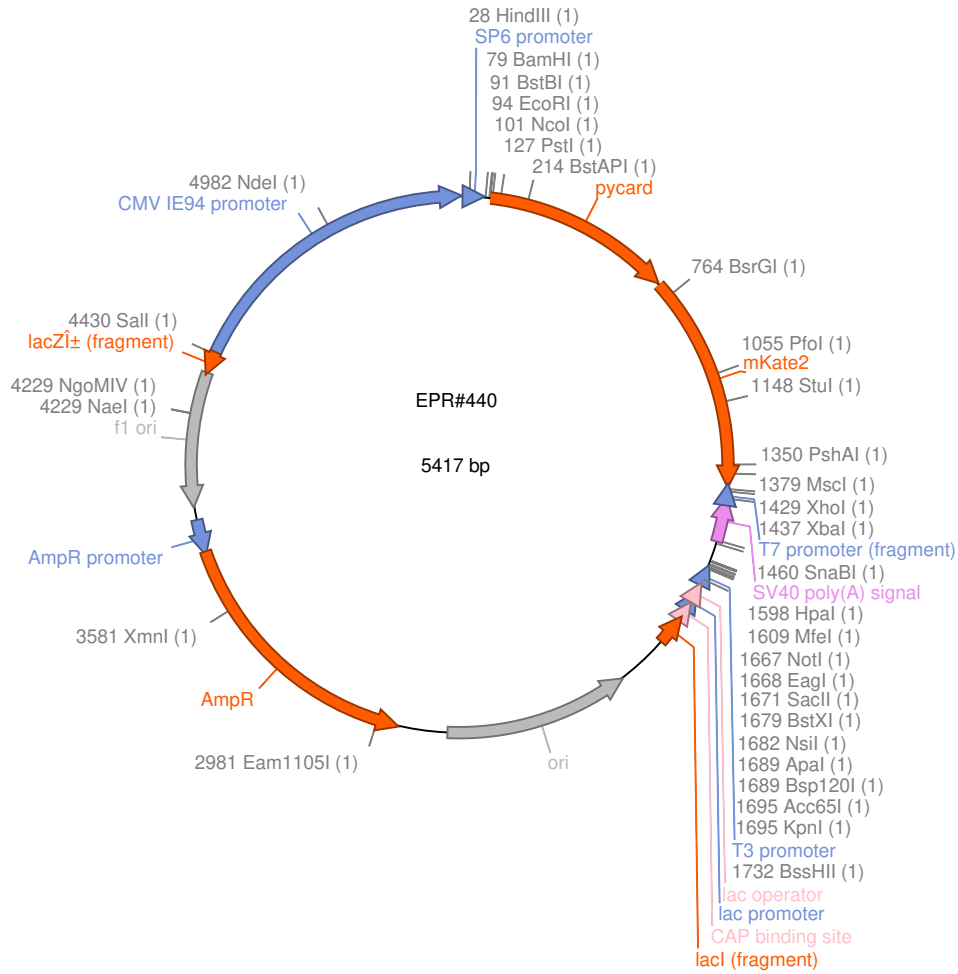 28 HindIII (1)
SP6 promoter
79 BamHI (1)
91 BstBI (1)
94 EcoRI (1)
101 NcoI (1)
127 PstI (1)
214 BstAPI (1)
pycard
4982 NdeI (1)
CMV IE94 promoter
764 BsrGI (1)
4430 SalI (1)
lacZÎ± (fragment)
1055 PfoI (1)
mKate2
4229 NgoMIV (1)
1148 StuI (1)
4229 NaeI (1)
f1 ori
EPR#440
5417 bp
1350 PshAI (1)
1379 MscI (1)
1429 XhoI (1)
1437 XbaI (1)
T7 promoter (fragment)
AmpR promoter
1460 SnaBI (1)
SV40 poly(A) signal
1598 HpaI (1)
1609 MfeI (1)
3581 XmnI (1)
1667 NotI (1)
1668 EagI (1)
1671 SacII (1)
AmpR
1679 BstXI (1)
1682 NsiI (1)
2981 Eam1105I (1)
ori
1689 ApaI (1)
1689 Bsp120I (1)
1695 Acc65I (1)
1695 KpnI (1)
T3 promoter
1732 BssHII (1)
lac operator
lac promoter
CAP binding site
lacI (fragment)